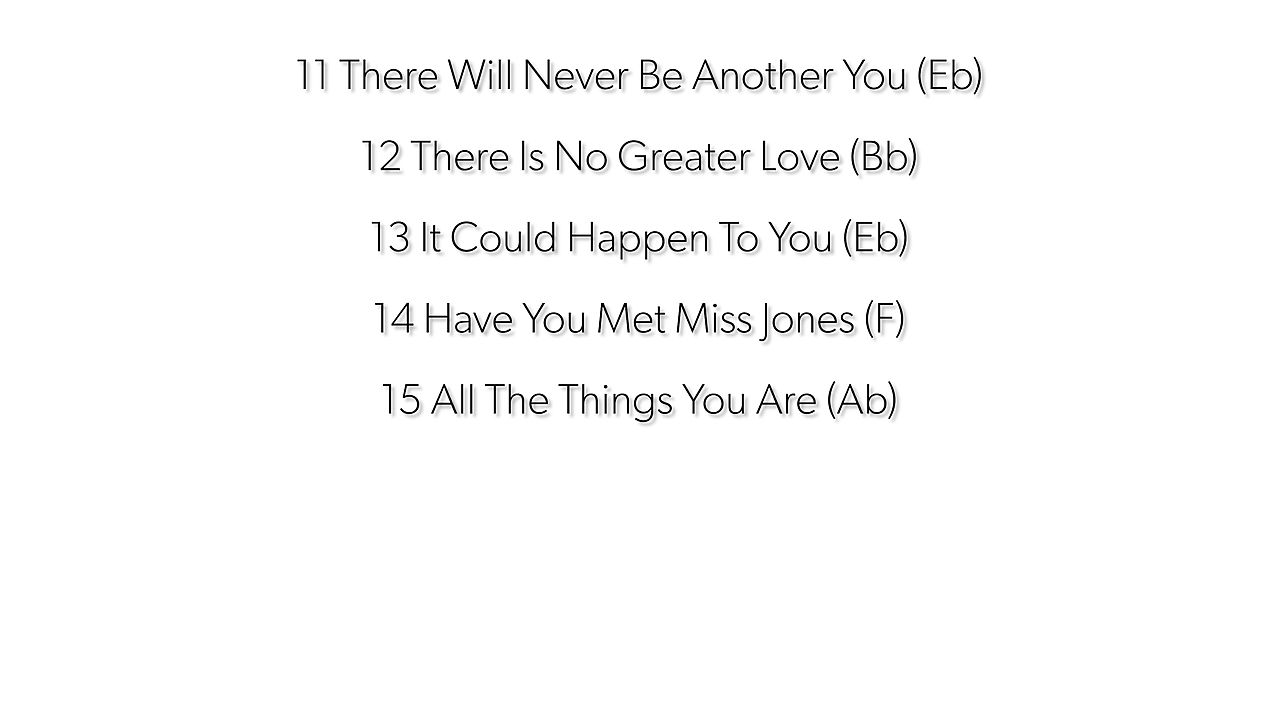 11 There Will Never Be Another You (Eb)
12 There Is No Greater Love (Bb)
13 It Could Happen To You (Eb)
14 Have You Met Miss Jones (F)
15 All The Things You Are (Ab)